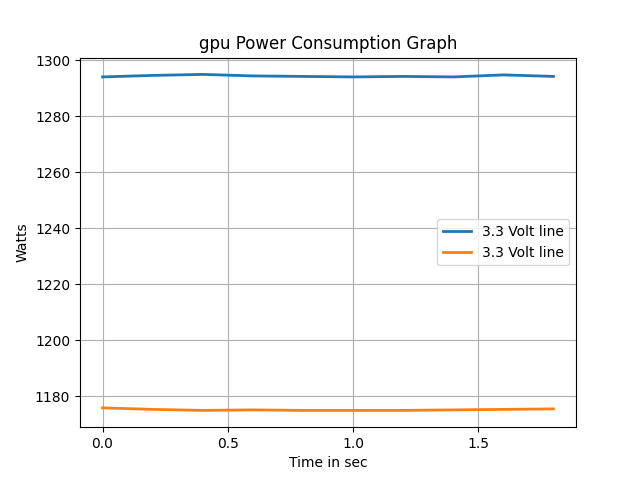 gpu Power Consumption Graph
1300
1280
1260
1240
1220
1200
1180
Watts
3.3 Volt line
3.3 Volt line
0.0 0.5 1.0 1.5
Time in sec